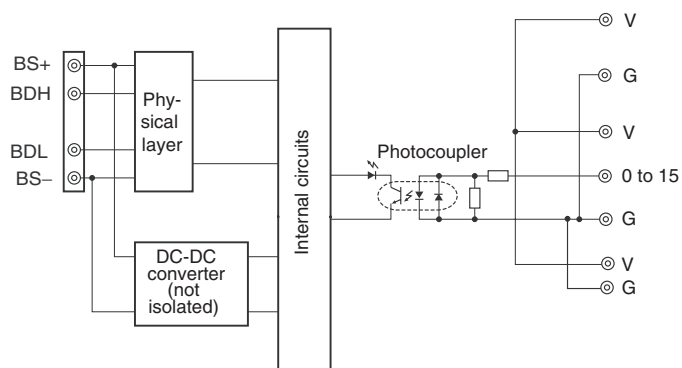 BS+
BDH
BDL
BS–
Phy-
sical
layer
DC-DC
converter
(not
isolated)
Internal circuits
Photocoupler
V
G
V
0 to 15
G
V
G